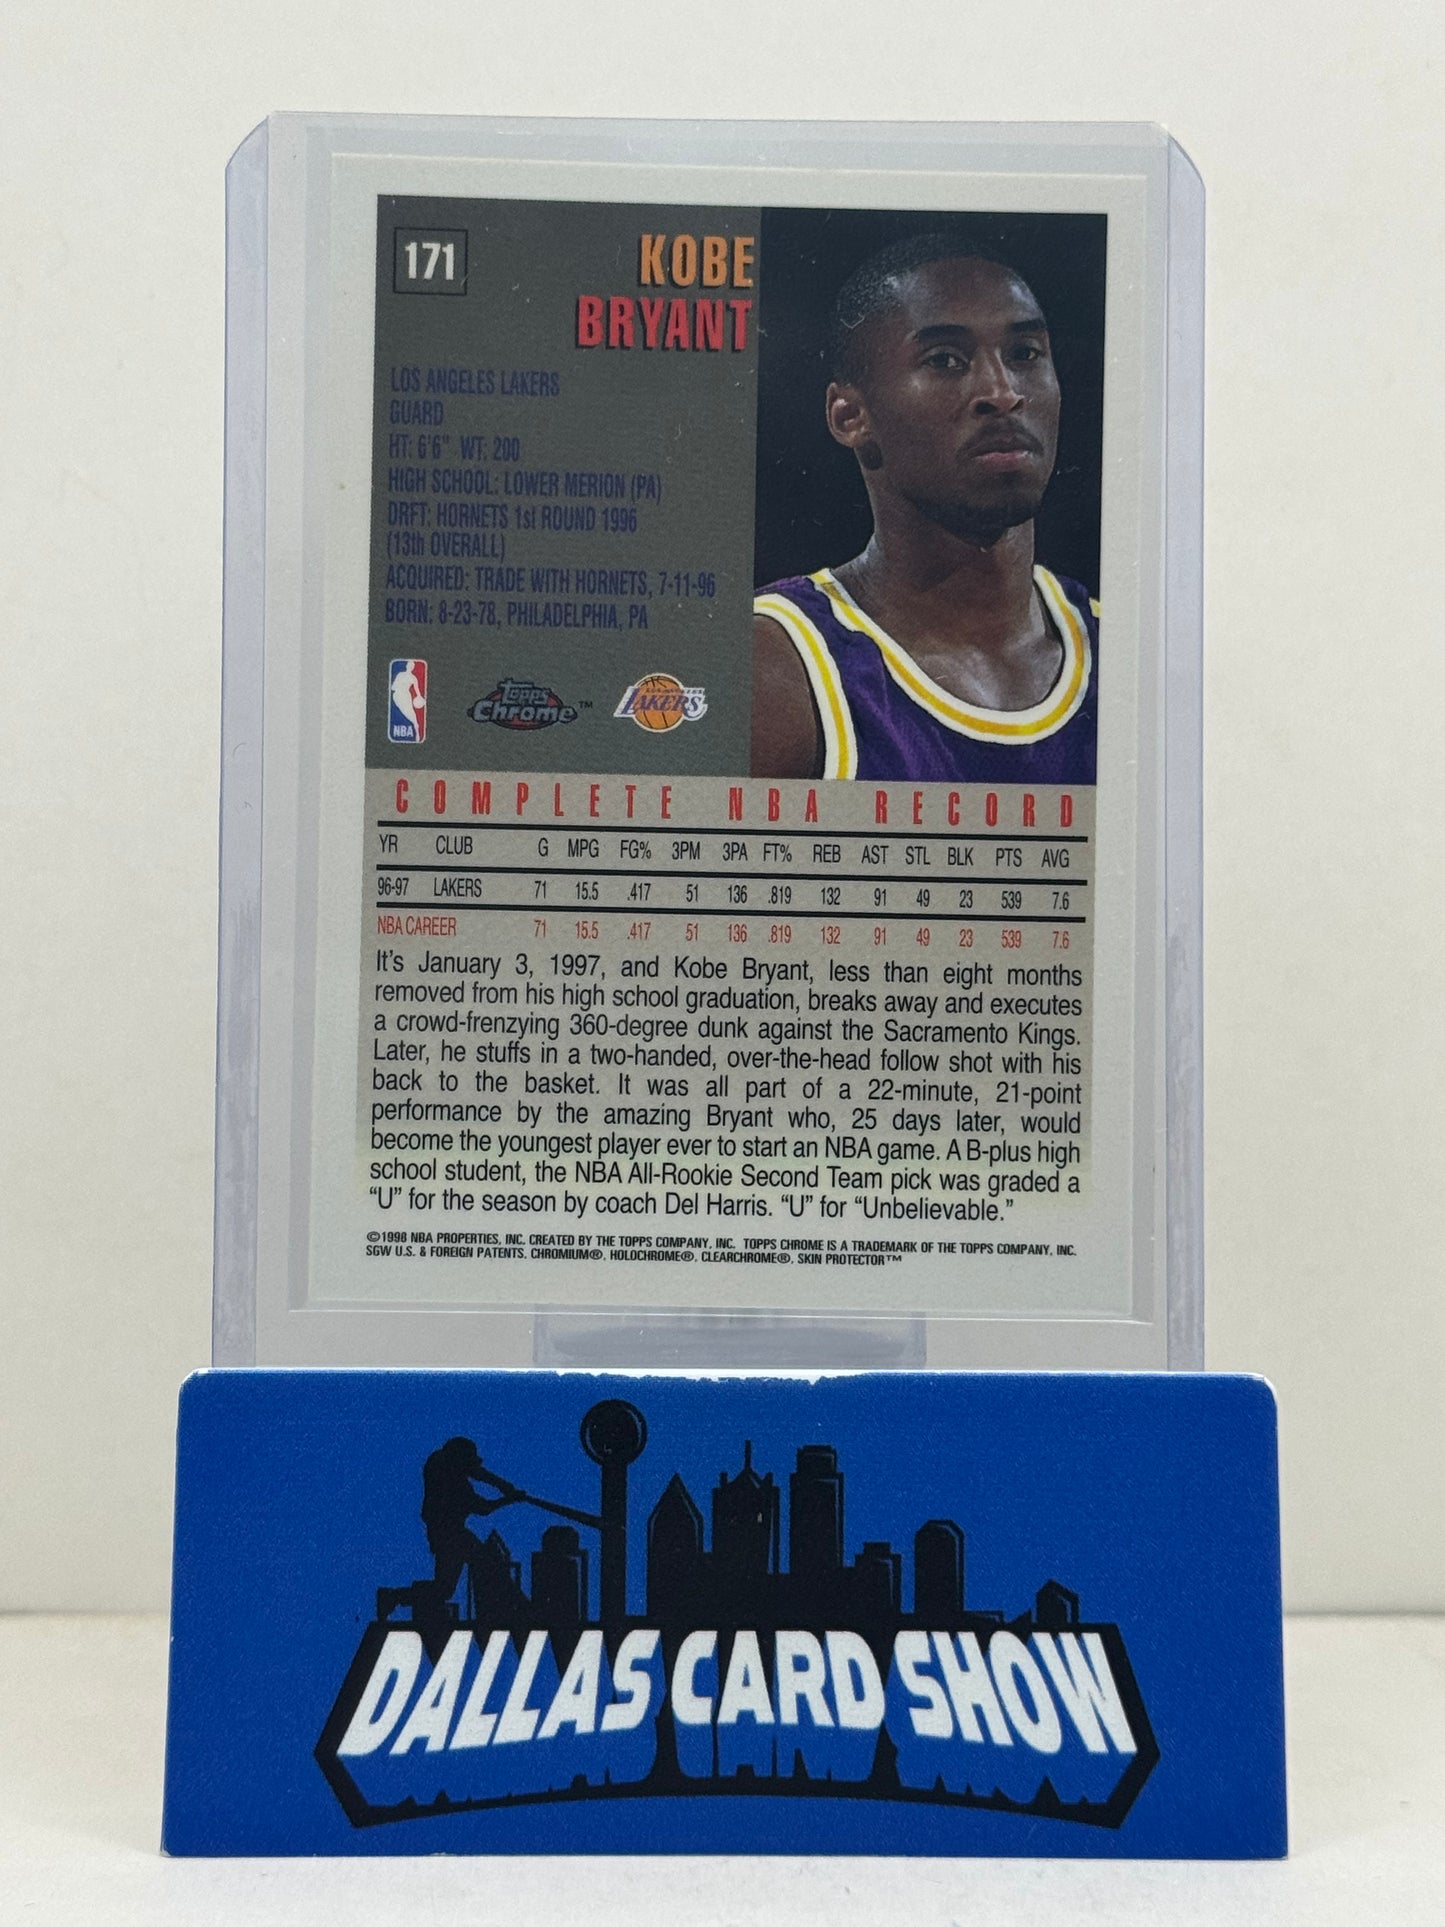 171
KOBE
BRYANT
LOS ANGELES LAKERS
GUARD
HT: 6'6" WT: 200
HIGH SCHOOL: LOWER MERION (PA)
DRFT: HORNETS 1st ROUND 1996
(13th OVERALL)
ACQUIRED: TRADE WITH HORNETS, 7-11-96
BORN: 8-23-78, PHILADELPHIA, PA
NBA
Topps
Chrome™
LOS ANGELES
LAKERS
COMPLETE NBA RECORD
YR CLUB G MPG FG% 3PM 3PA FT% REB AST STL BLK PTS AVG
96-97 LAKERS 71 15.5 .417 51 136 .819 132 91 49 23 539 7.6
NBA CAREER 71 15.5 .417 51 136 .819 132 91 49 23 539 7.6
It's January 3, 1997, and Kobe Bryant, less than eight months
removed from his high school graduation, breaks away and executes
a crowd-frenzying 360-degree dunk against the Sacramento Kings.
Later, he stuffs in a two-handed, over-the-head follow shot with his
back to the basket. It was all part of a 22-minute, 21-point
performance by the amazing Bryant who, 25 days later, would
become the youngest player ever to start an NBA game. A B-plus high
school student, the NBA All-Rookie Second Team pick was graded a
“U” for the season by coach Del Harris. “U” for “Unbelievable.”
©1998 NBA PROPERTIES, INC. CREATED BY THE TOPPS COMPANY, INC. TOPPS CHROME IS A TRADEMARK OF THE TOPPS COMPANY, INC.
SGW U.S. & FOREIGN PATENTS. CHROMIUM®, HOLOCHROME®, CLEARCHROME®, SKIN PROTECTOR™
DALLAS CARD SHOW